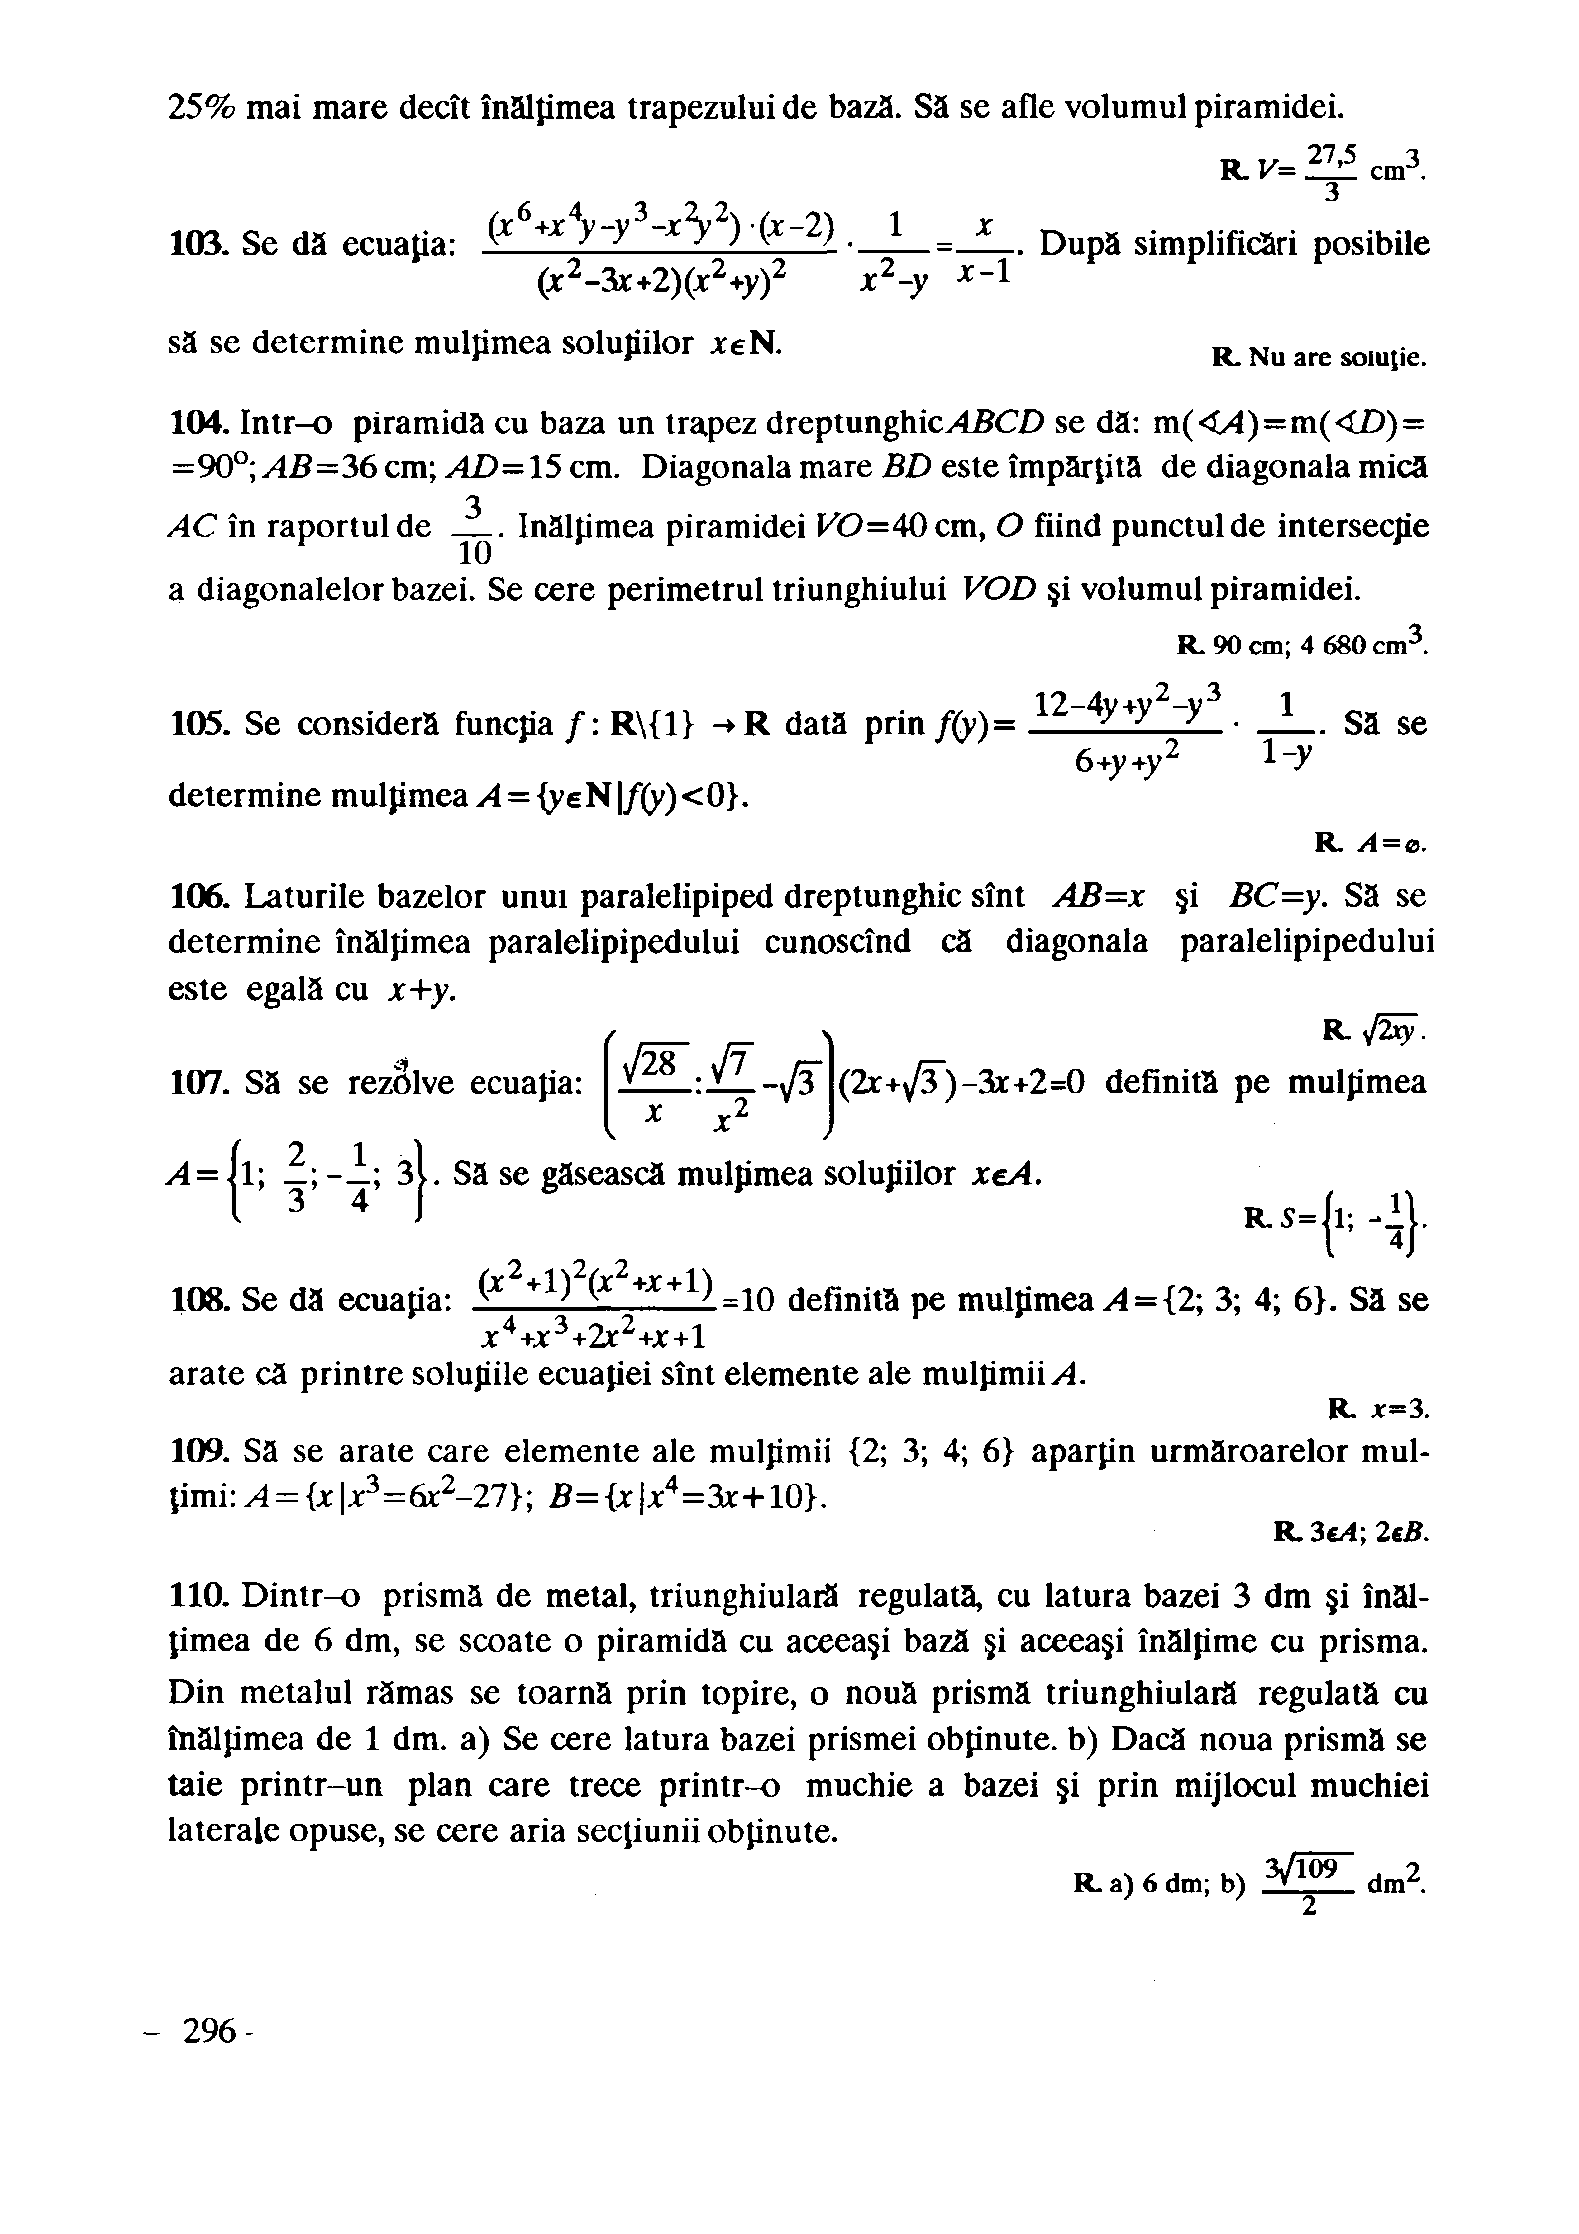 25% mai mare decît înălţimea trapezului de bază. Să se afle volumul piramidei.
R. V= 27,5/3 cm³.
103. Se dă ecuaţia: (x⁶+x⁴y-y³-x²y²)·(x-2)/(x²-3x+2)(x²+y)² · 1/x²-y = x/x-1. După simplificări posibile
să se determine mulţimea soluţiilor xєN.
R. Nu are soluţie.
104. Intr-o piramidă cu baza un trapez dreptunghic ABCD se dă: m(∢A)=m(∢D)=
=90°; AB=36 cm; AD=15 cm. Diagonala mare BD este împărţită de diagonala mică
AC în raportul de 3/10. Inălţimea piramidei VO=40 cm, O fiind punctul de intersecţie
a diagonalelor bazei. Se cere perimetrul triunghiului VOD şi volumul piramidei.
R. 90 cm; 4 680 cm³.
105. Se consideră funcţia f: R\{1} → R dată prin f(y)= 12-4y+y²-y³/6+y+y² · 1/1-y. Să se
determine mulţimea A={yєN|f(y)<0}.
R. A=ø.
106. Laturile bazelor unui paralelipiped dreptunghic sînt AB=x şi BC=y. Să se
determine înălţimea paralelipipedului cunoscînd că diagonala paralelipipedului
este egală cu x+y.
R. √2xy.
107. Să se rezolve ecuaţia: (√28/x : √7/x² -√3)(2x+√3)-3x+2=0 definită pe mulţimea
A={1; 2/3; -1/4; 3}. Să se găsească mulţimea soluţiilor xєA.
R. S={1; -1/4}.
108. Se dă ecuaţia: (x²+1)²(x²+x+1)/x⁴+x³+2x²+x+1 =10 definită pe mulţimea A={2; 3; 4; 6}. Să se
arate că printre soluţiile ecuaţiei sînt elemente ale mulţimii A.
R. x=3.
109. Să se arate care elemente ale mulţimii {2; 3; 4; 6} aparţin următoarelor mul-
ţimi: A={x|x³=6x²-27}; B={x|x⁴=3x+10}.
R. 3єA; 2єB.
110. Dintr-o prismă de metal, triunghiulară regulată, cu latura bazei 3 dm şi înăl-
ţimea de 6 dm, se scoate o piramidă cu aceeaşi bază şi aceeaşi înălţime cu prisma.
Din metalul rămas se toarnă prin topire, o nouă prismă triunghiulară regulată cu
înălţimea de 1 dm. a) Se cere latura bazei prismei obţinute. b) Dacă noua prismă se
taie printr-un plan care trece printr-o muchie a bazei şi prin mijlocul muchiei
laterale opuse, se cere aria secţiunii obţinute.
R. a) 6 dm; b) 3√109/2 dm².
- 296 -